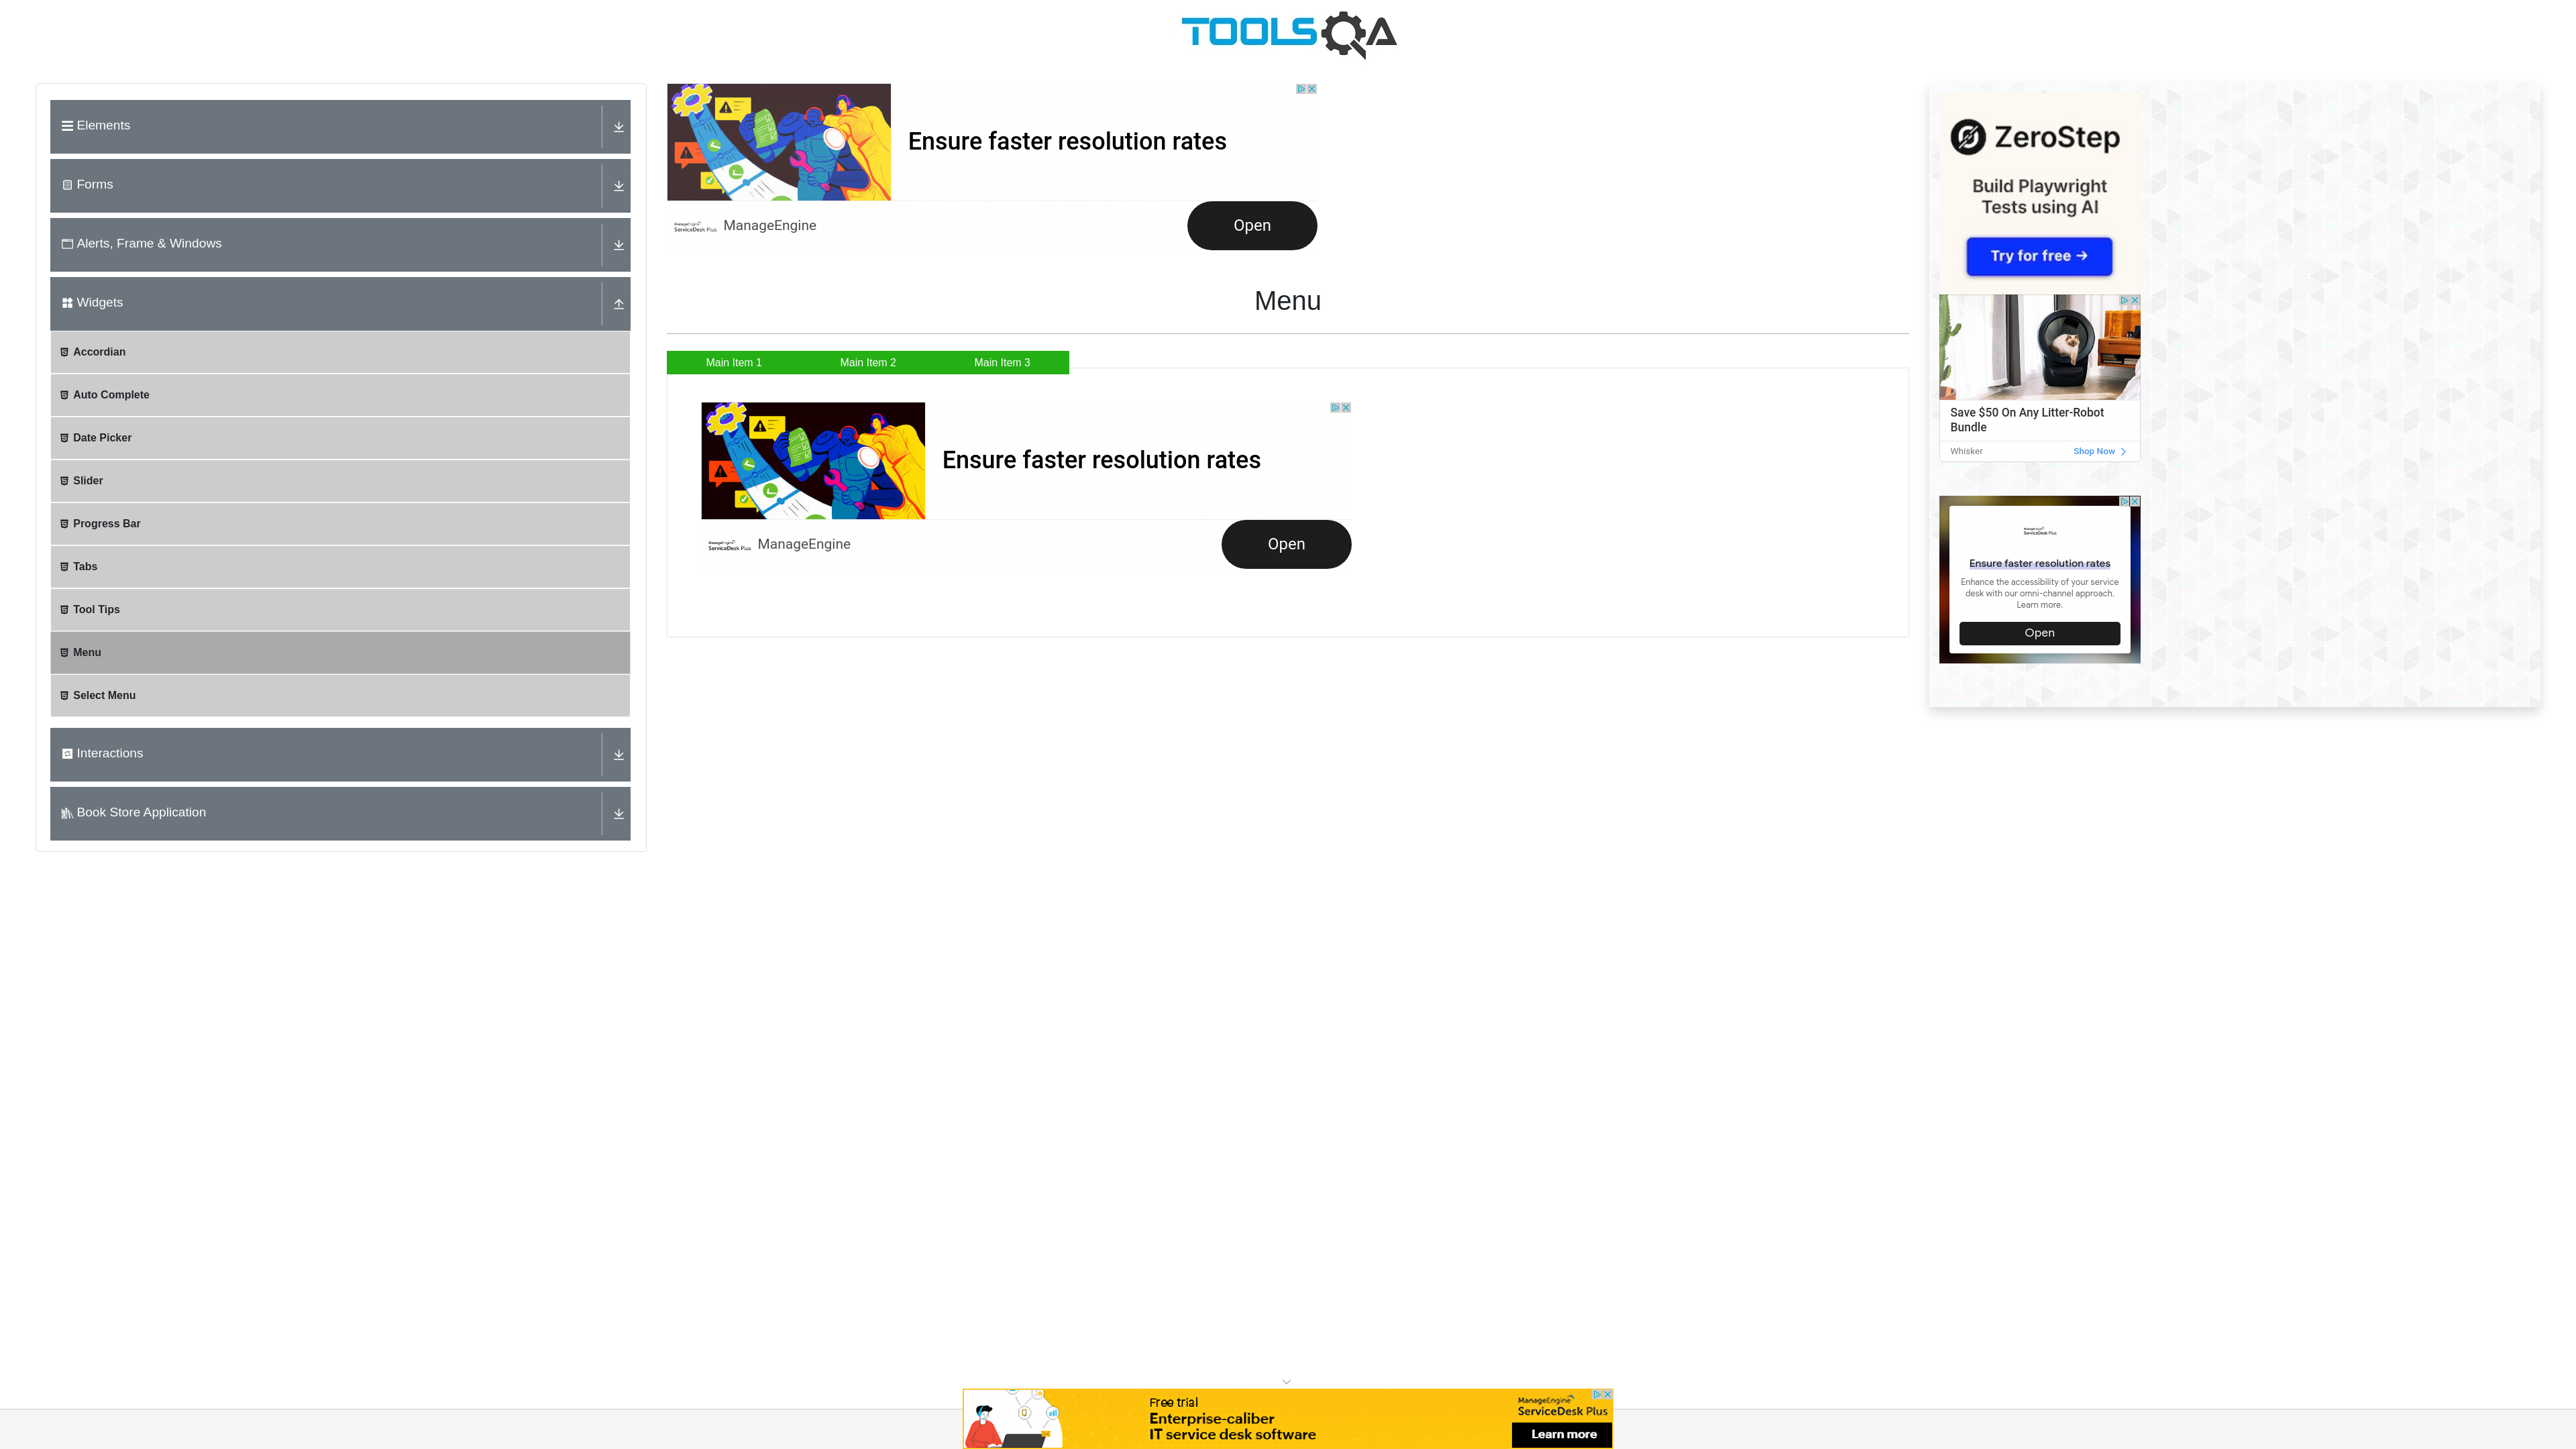 TOOLSQA
Elements
Forms
Alerts, Frame & Windows
Widgets
Accordian
Auto Complete
Date Picker
Slider
Progress Bar
Tabs
Tool Tips
Menu
Select Menu
Interactions
Book Store Application
Ensure faster resolution rates
ManageEngine
ServiceDesk Plus
ManageEngine
Open
Menu
Main Item 1
Main Item 2
Main Item 3
Ensure faster resolution rates
ManageEngine
ServiceDesk Plus
ManageEngine
Open
ZeroStep
Build Playwright
Tests using AI
Try for free →
Save $50 On Any Litter-Robot
Bundle
Whisker
Shop Now
ManageEngine
ServiceDesk Plus
Ensure faster resolution rates
Enhance the accessibility of your service
desk with our omni-channel approach.
Learn more.
Open
Free trial
Enterprise-caliber
IT service desk software
ManageEngine
ServiceDesk Plus
Learn more